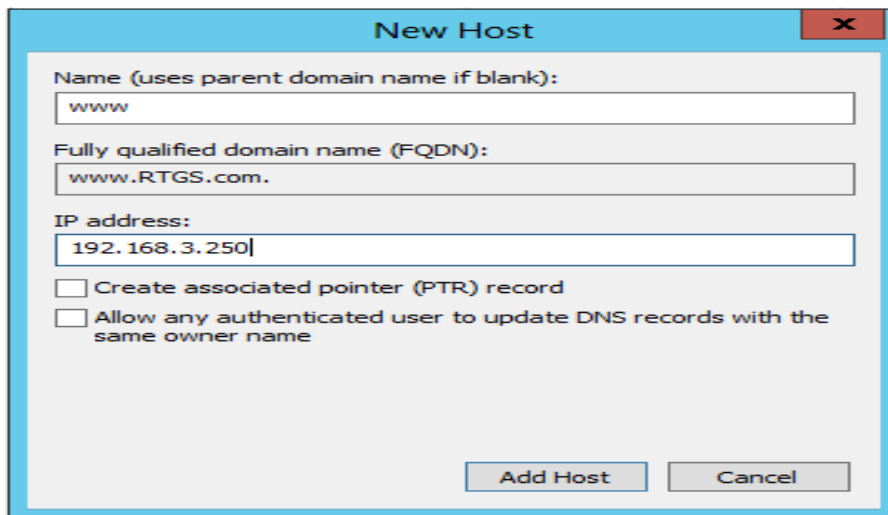 New Host
x
Name (uses parent domain name if blank):
www
Fully qualified domain name (FQDN):
www.RTGS.com.
IP address:
192.168.3.250
Create associated pointer (PTR) record
Allow any authenticated user to update DNS records with the
same owner name
Add Host
Cancel